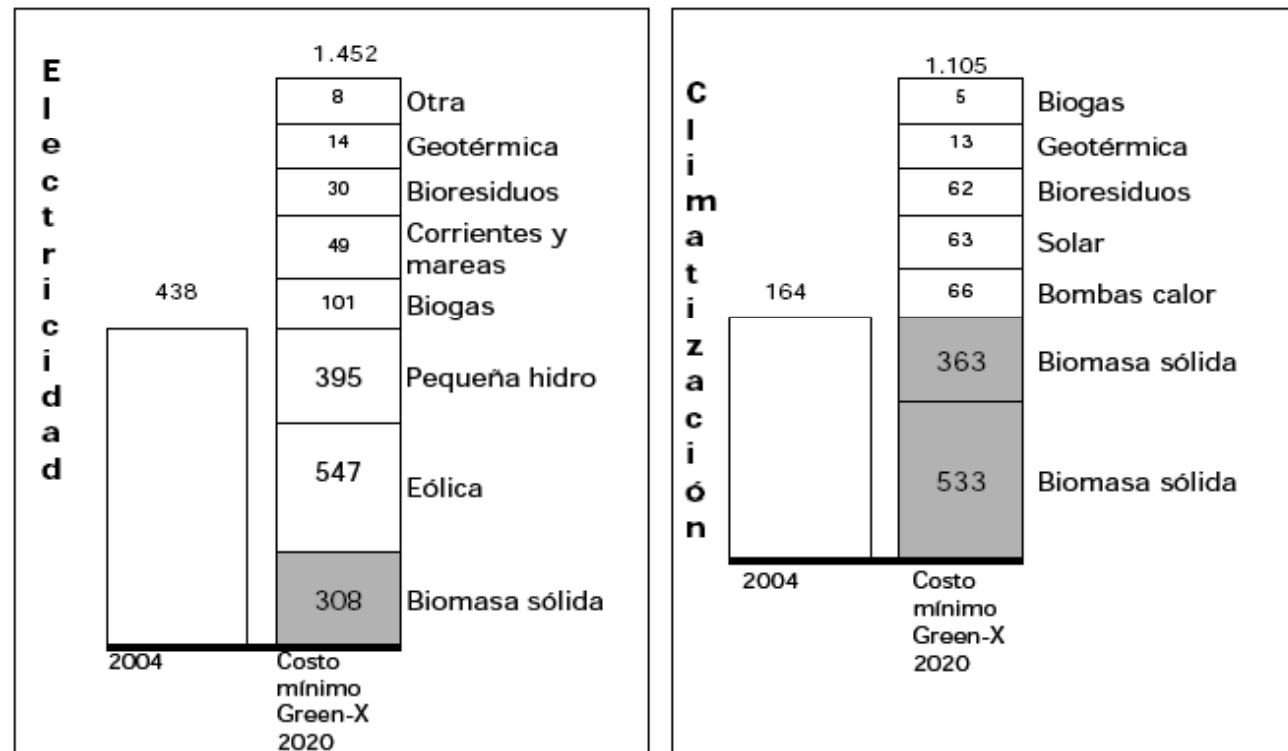 Electricidad
1.452
8 Otra
14 Geotérmica
30 Bioresiduos
49 Corrientes y
mareas
438
101 Biogas
395 Pequeña hidro
547 Eólica
308 Biomasa sólida
2004
Costo
mínimo
Green-X
2020
Climatización
1.105
5 Biogas
13 Geotérmica
62 Bioresiduos
63 Solar
164
66 Bombas calor
363 Biomasa sólida
533 Biomasa sólida
2004
Costo
mínimo
Green-X
2020